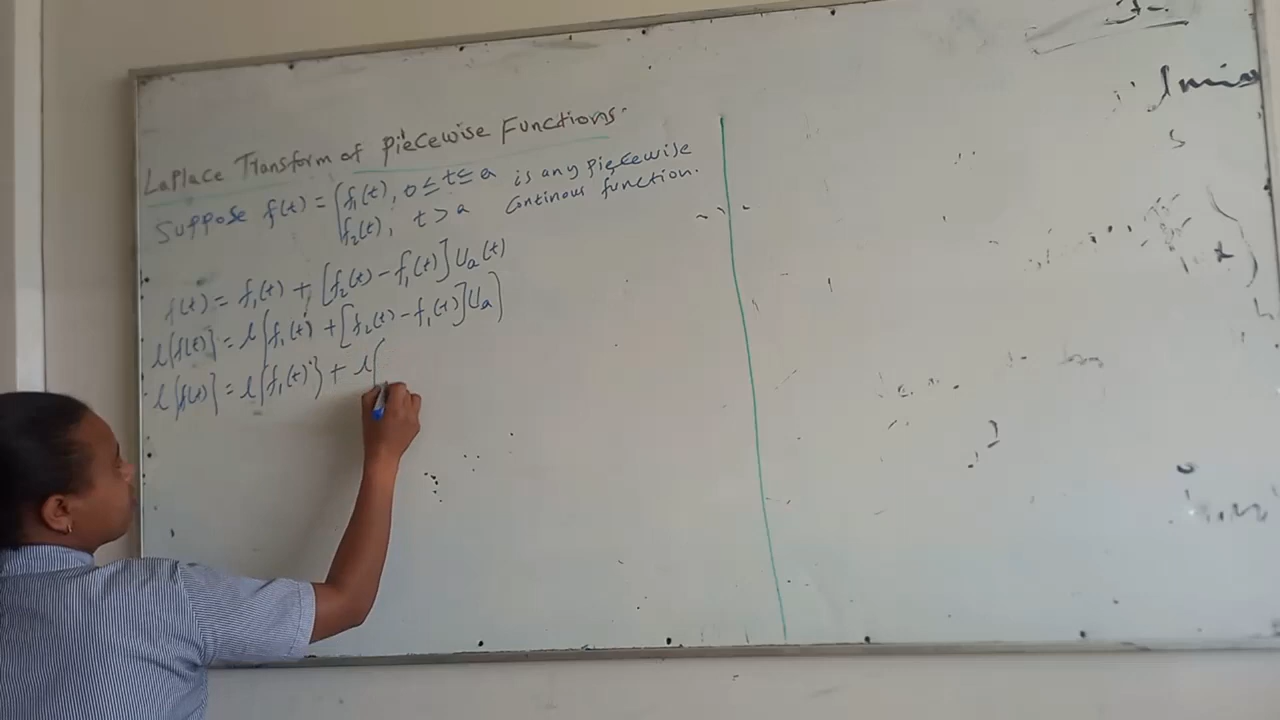 Laplace Transform of Piecewise Functions.
Suppose f(t) = { f₁(t), 0 ≤ t ≤ a is any piecewise
f₂(t), t > a continous function.
f(t) = f₁(t) + [f₂(t) - f₁(t)] Uₐ(t)
ℓ{f(t)} = ℓ{f₁(t) + [f₂(t) - f₁(t)]Uₐ}
ℓ{f(t)} = ℓ{f₁(t)} + ℓ{